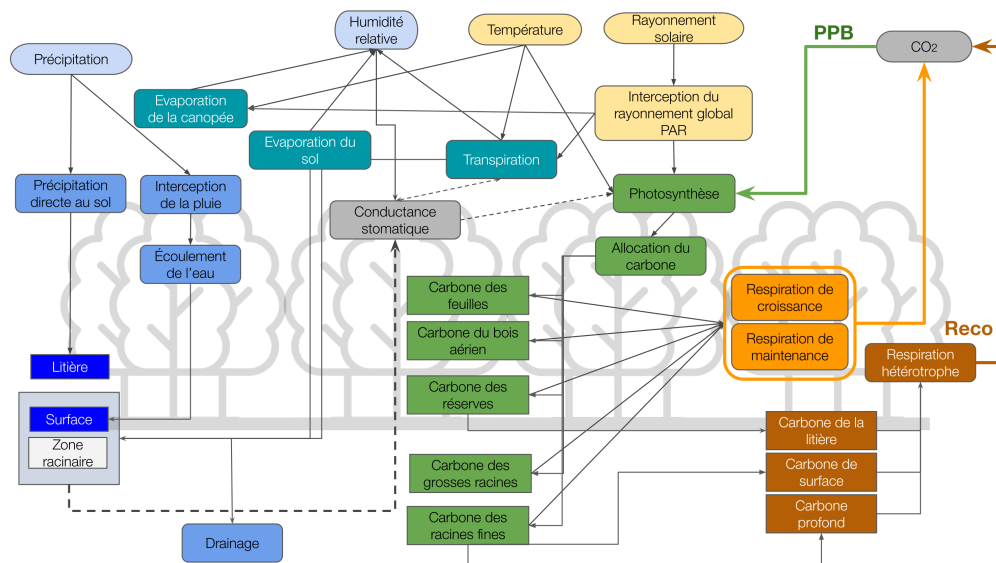 Humidité
relative
Température
Rayonnement
solaire
PPB
CO2
Précipitation
Evaporation
de la canopée
Interception du
rayonnement global
PAR
Evaporation du
sol
Transpiration
Précipitation
directe au sol
Interception
de la pluie
Photosynthèse
Conductance
stomatique
Écoulement
de l'eau
Allocation du
carbone
Carbone des
feuilles
Respiration de
croissance
Carbone du bois
aérien
Respiration
de maintenance
Reco
Respiration
hétérotrophe
Litière
Carbone des
réserves
Surface
Zone
racinaire
Carbone de la
litière
Carbone des
grosses racines
Carbone de
surface
Carbone
profond
Carbone des
racines fines
Drainage